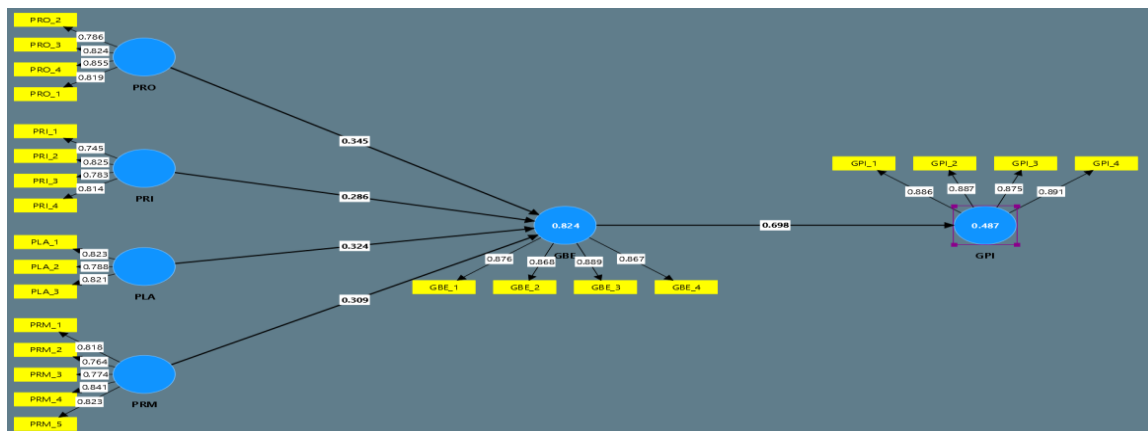 PRO_2
0.786
PRO_3
0.824
PRO_4
0.855
PRO_1
0.819
PRO
0.345
PRI_1
0.745
PRI_2
0.825
PRI_3
0.783
PRI_4
0.814
PRI
0.286
PLA_1
0.823
PLA_2
0.788
PLA_3
0.821
PLA
0.324
PRM_1
0.818
PRM_2
0.764
PRM_3
0.774
PRM_4
0.841
PRM_5
0.823
PRM
0.309
0.824
GBE
0.876
0.868
0.889
0.867
GBE_1
GBE_2
GBE_3
GBE_4
0.698
GPI_1
GPI_2
GPI_3
GPI_4
0.886
0.887
0.875
0.891
0.487
GPI